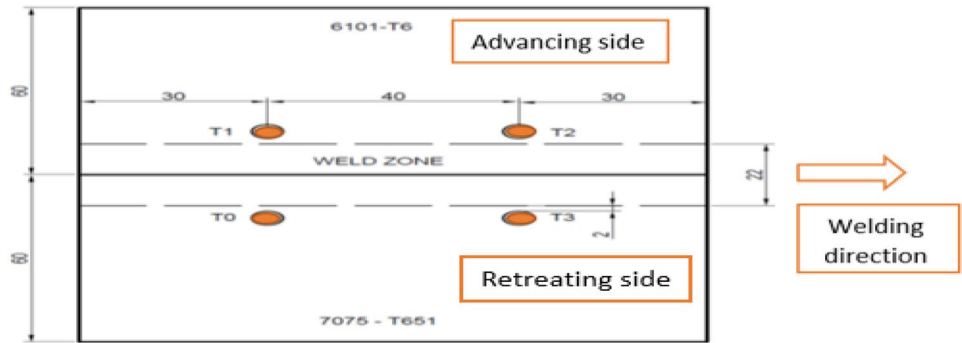 6101-T6
Advancing side
60
30
40
30
T1
T2
WELD ZONE
22
T0
T3
2
Welding
direction
60
Retreating side
7075 - T651